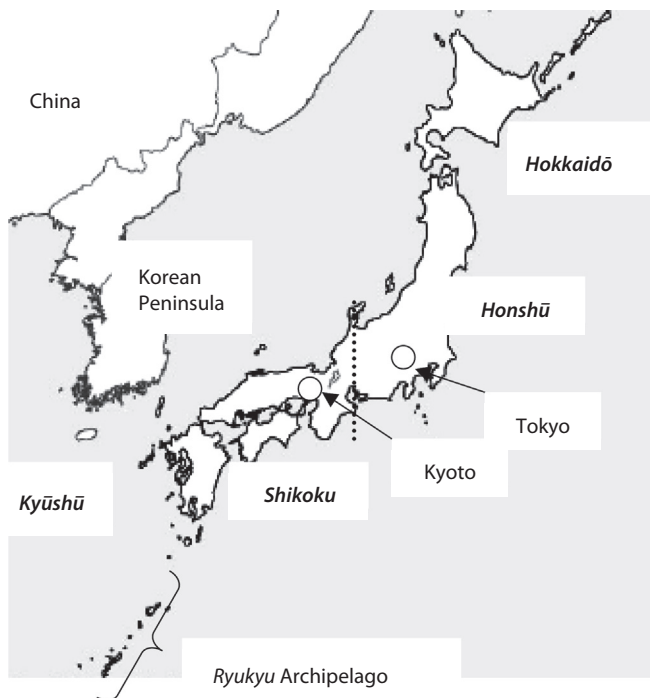 China
Hokkaidō
Korean
Peninsula
Honshū
Tokyo
Kyoto
Kyūshū
Shikoku
Ryukyu Archipelago